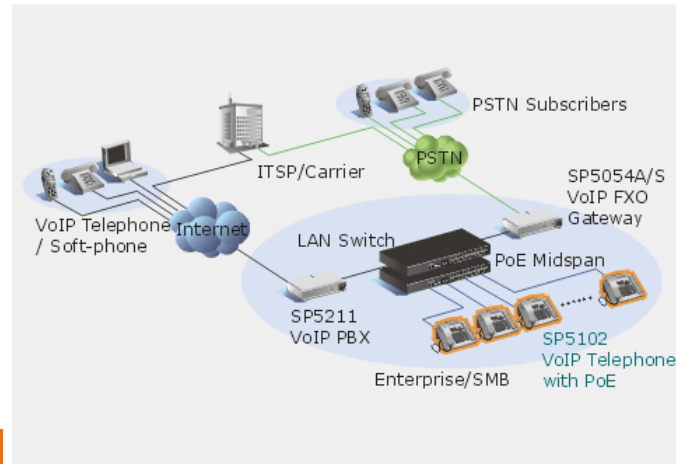 PSTN Subscribers
PSTN
ITSP/Carrier
SP5054A/S
VoIP FXO
Gateway
VoIP Telephone
/ Soft-phone
Internet
LAN Switch
PoE Midspan
SP5211
VoIP PBX
SP5102
VoIP Telephone
with PoE
Enterprise/SMB